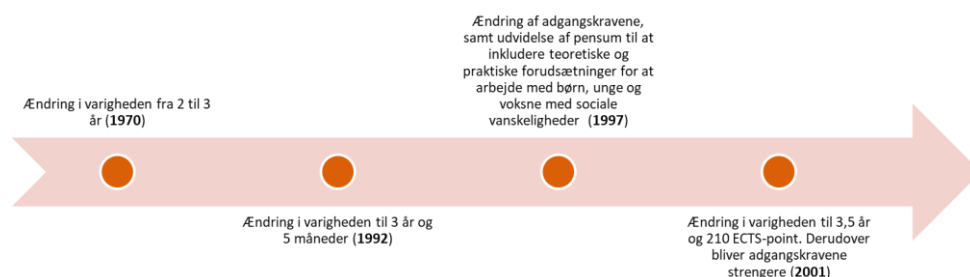 Ændring i varigheden fra 2 til 3
år (1970)
Ændring i varigheden til 3 år og
5 måneder (1992)
Ændring af adgangskravene,
samt udvidelse af pensum til at
inkludere teoretiske og
praktiske forudsætninger for at
arbejde med børn, unge og
voksne med sociale
vanskeligheder (1997)
Ændring i varigheden til 3,5 år
og 210 ECTS-point. Derudover
bliver adgangskravene
strengere (2001)